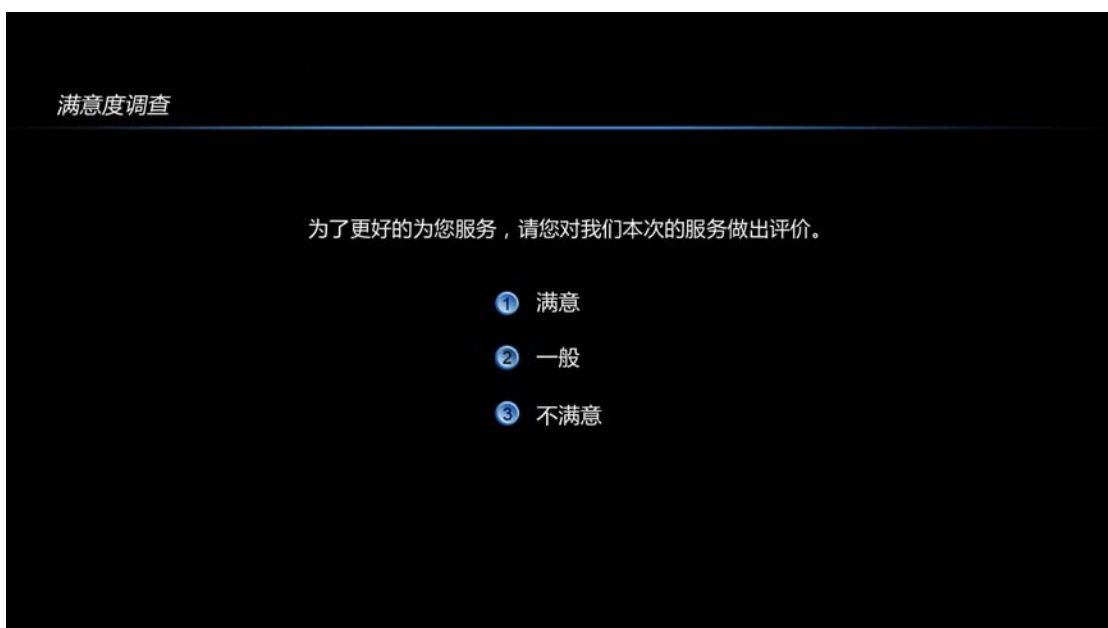 满意度调查
为了更好的为您服务，请您对我们本次的服务做出评价。
1 满意
2 一般
3 不满意